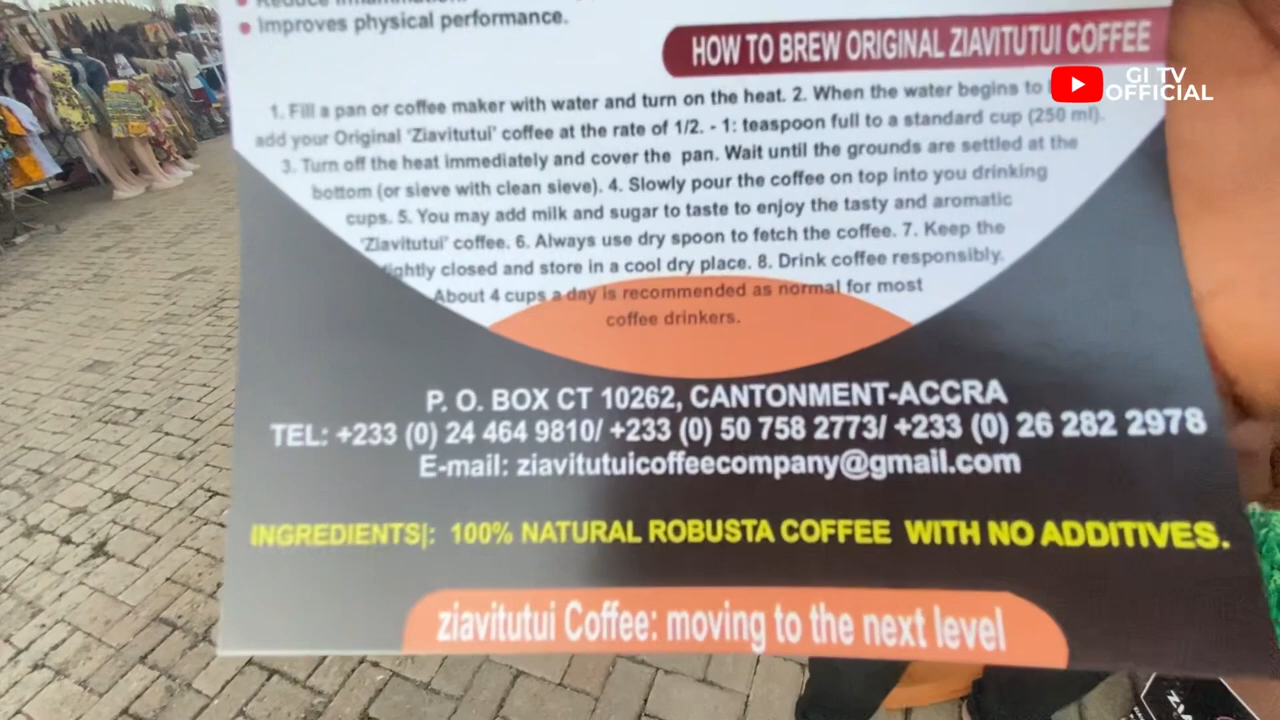 Reduce inflammation.
• Improves physical performance.
HOW TO BREW ORIGINAL ZIAVITUTUI COFFEE
GI TV
OFFICIAL
1. Fill a pan or coffee maker with water and turn on the heat. 2. When the water begins to
add your Original 'Ziavitutui' coffee at the rate of 1/2. - 1: teaspoon full to a standard cup (250 ml).
3. Turn off the heat immediately and cover the pan. Wait until the grounds are settled at the
bottom (or sieve with clean sieve). 4. Slowly pour the coffee on top into you drinking
cups. 5. You may add milk and sugar to taste to enjoy the tasty and aromatic
'Ziavitutui' coffee. 6. Always use dry spoon to fetch the coffee. 7. Keep the
tightly closed and store in a cool dry place. 8. Drink coffee responsibly.
About 4 cups a day is recommended as normal for most
coffee drinkers.
P. O. BOX CT 10262, CANTONMENT-ACCRA
TEL: +233 (0) 24 464 9810/ +233 (0) 50 758 2773/ +233 (0) 26 282 2978
E-mail: ziavitutuicoffeecompany@gmail.com
INGREDIENTS|: 100% NATURAL ROBUSTA COFFEE WITH NO ADDITIVES.
ziavitutui Coffee: moving to the next level